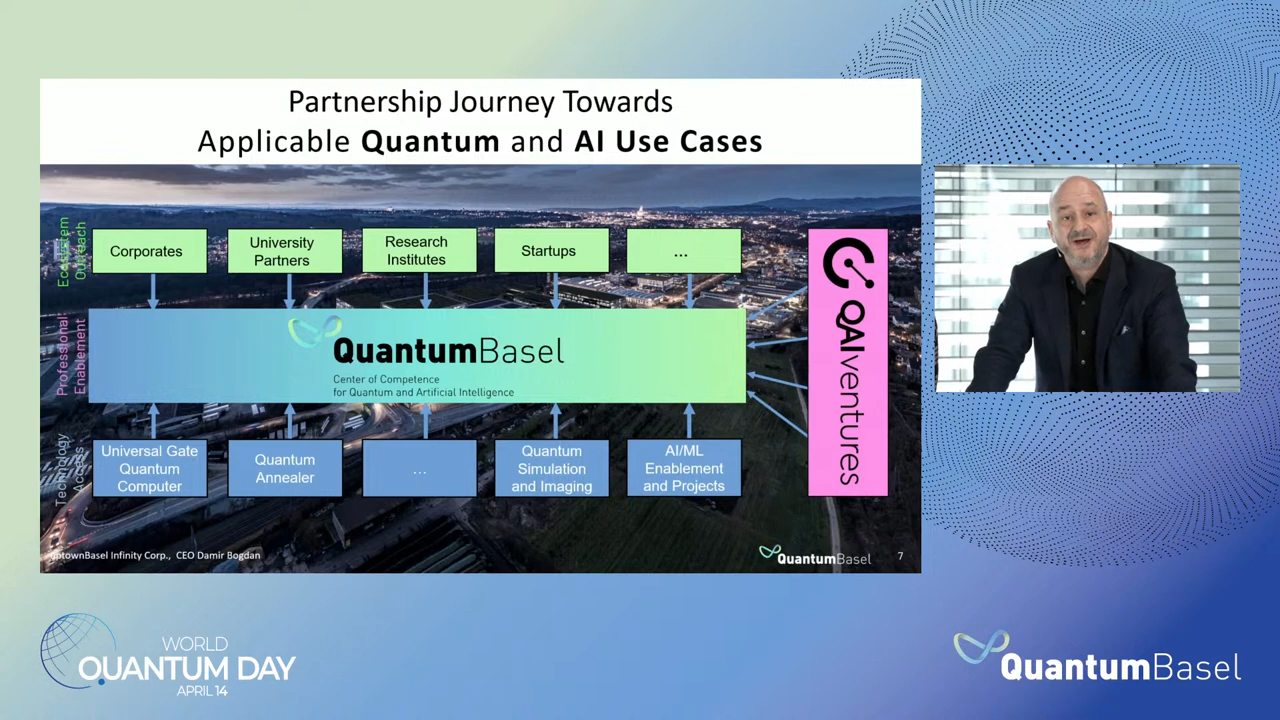 Partnership Journey Towards
Applicable Quantum and AI Use Cases
Ecosystem
Outreach
Corporates
University
Partners
Research
Institutes
Startups
...
Professional
Enablement
QuantumBasel
Center of Competence
for Quantum and Artificial Intelligence
QAIventures
Technology
Access
Universal Gate
Quantum
Computer
Quantum
Annealer
...
Quantum
Simulation
and Imaging
AI/ML
Enablement
and Projects
UptownBasel Infinity Corp., CEO Damir Bogdan
QuantumBasel
7
WORLD
QUANTUM DAY
APRIL 14
QuantumBasel